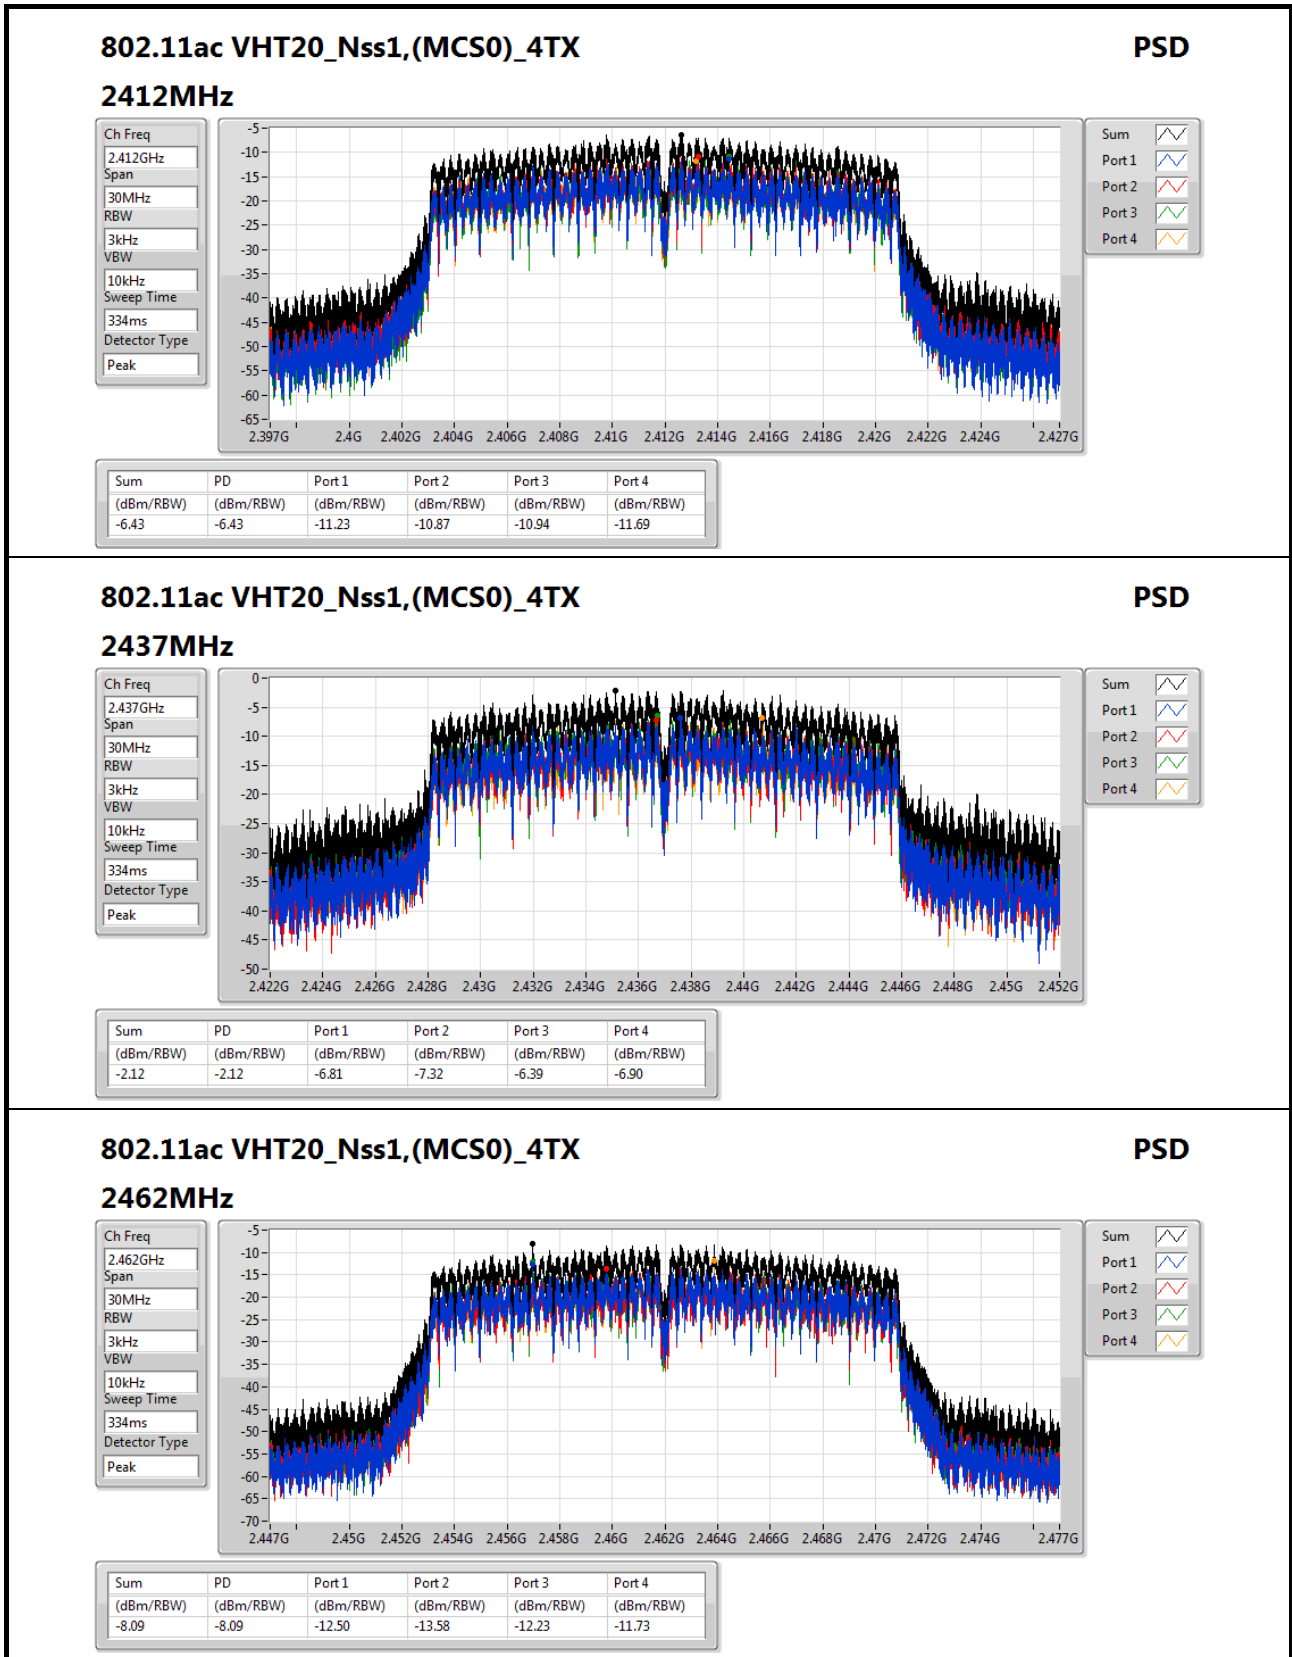 802.11ac VHT20_Nss1,(MCS0)_4TX PSD
2412MHz
Ch Freq
2.412GHz
Span
30MHz
RBW
3kHz
VBW
10kHz
Sweep Time
334ms
Detector Type
Peak
-5
-10
-15
-20
-25
-30
-35
-40
-45
-50
-55
-60
-65
2.397G 2.4G 2.402G 2.404G 2.406G 2.408G 2.41G 2.412G 2.414G 2.416G 2.418G 2.42G 2.422G 2.424G 2.427G
Sum
Port 1
Port 2
Port 3
Port 4
Sum PD Port 1 Port 2 Port 3 Port 4
(dBm/RBW) (dBm/RBW) (dBm/RBW) (dBm/RBW) (dBm/RBW) (dBm/RBW)
-6.43 -6.43 -11.23 -10.87 -10.94 -11.69
802.11ac VHT20_Nss1,(MCS0)_4TX PSD
2437MHz
Ch Freq
2.437GHz
Span
30MHz
RBW
3kHz
VBW
10kHz
Sweep Time
334ms
Detector Type
Peak
0
-5
-10
-15
-20
-25
-30
-35
-40
-45
-50
2.422G 2.424G 2.426G 2.428G 2.43G 2.432G 2.434G 2.436G 2.438G 2.44G 2.442G 2.444G 2.446G 2.448G 2.45G 2.452G
Sum
Port 1
Port 2
Port 3
Port 4
Sum PD Port 1 Port 2 Port 3 Port 4
(dBm/RBW) (dBm/RBW) (dBm/RBW) (dBm/RBW) (dBm/RBW) (dBm/RBW)
-2.12 -2.12 -6.81 -7.32 -6.39 -6.90
802.11ac VHT20_Nss1,(MCS0)_4TX PSD
2462MHz
Ch Freq
2.462GHz
Span
30MHz
RBW
3kHz
VBW
10kHz
Sweep Time
334ms
Detector Type
Peak
-5
-10
-15
-20
-25
-30
-35
-40
-45
-50
-55
-60
-65
-70
2.447G 2.45G 2.452G 2.454G 2.456G 2.458G 2.46G 2.462G 2.464G 2.466G 2.468G 2.47G 2.472G 2.474G 2.477G
Sum
Port 1
Port 2
Port 3
Port 4
Sum PD Port 1 Port 2 Port 3 Port 4
(dBm/RBW) (dBm/RBW) (dBm/RBW) (dBm/RBW) (dBm/RBW) (dBm/RBW)
-8.09 -8.09 -12.50 -13.58 -12.23 -11.73